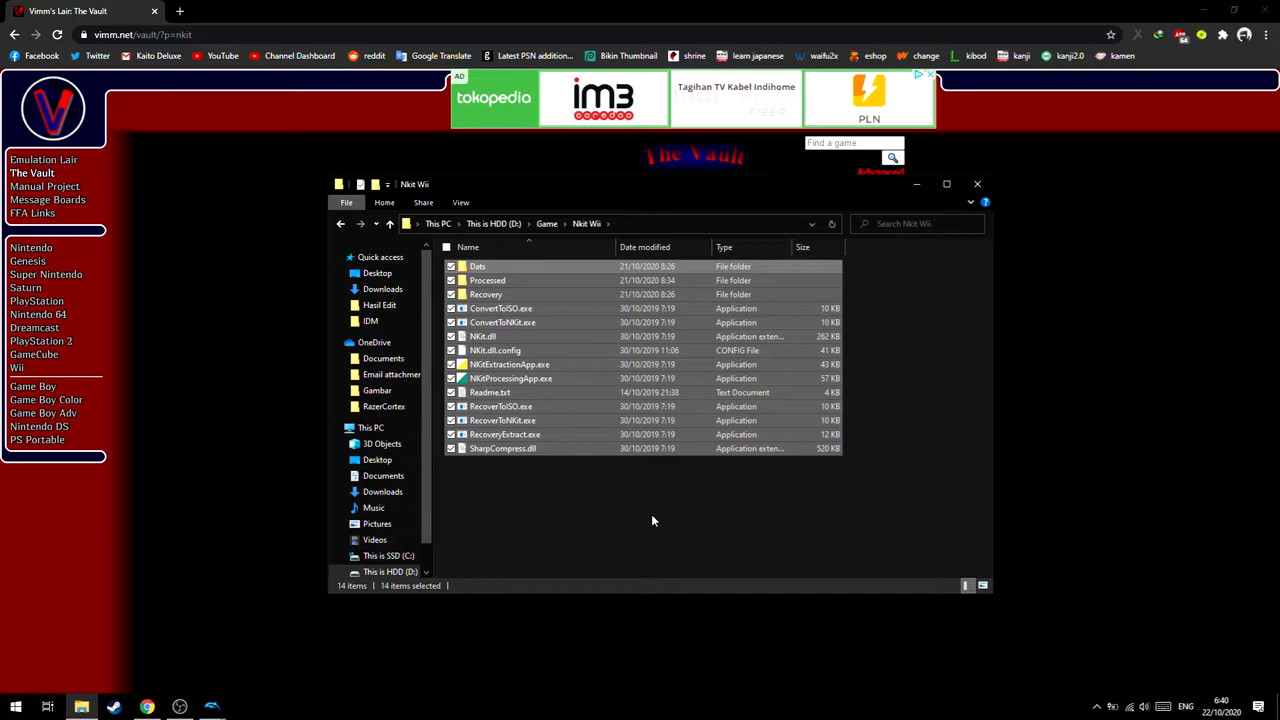 Vimm's Lair: The Vault
vimm.net/vault/?p=nkit
Facebook Twitter Kaito Deluxe YouTube Channel Dashboard reddit Google Translate Latest PSN addition... Bikin Thumbnail shrine learn japanese waifu2x eshop change kibod kanji kanji2.0 kamen
AD
tokopedia
im3
ooredoo
Tagihan TV Kabel Indihome
FIBER
PLN
V
Emulation Lair
The Vault
Manual Project
Message Boards
FFA Links
Nintendo
Genesis
Super Nintendo
Saturn
PlayStation
Nintendo 64
Dreamcast
PlayStation 2
GameCube
Wii
Game Boy
Game Boy Color
Game Boy Adv
Nintendo DS
PS Portable
The Vault
Find a game...
Advanced
Nkit Wii
File Home Share View
This PC This is HDD (D:) Game Nkit Wii
Search Nkit Wii
Quick access
Desktop
Downloads
Hasil Edit
IDM
OneDrive
Documents
Email attachmer
Gambar
RazerCortex
This PC
3D Objects
Desktop
Documents
Downloads
Music
Pictures
Videos
This is SSD (C:)
This is HDD (D:)
Name Date modified Type Size
Dats 21/10/2020 8:26 File folder
Processed 21/10/2020 8:34 File folder
Recovery 21/10/2020 8:26 File folder
ConvertToISO.exe 30/10/2019 7:19 Application 10 KB
ConvertToNKit.exe 30/10/2019 7:19 Application 10 KB
NKit.dll 30/10/2019 7:19 Application exten... 262 KB
NKit.dll.config 30/10/2019 11:06 CONFIG File 41 KB
NKitExtractionApp.exe 30/10/2019 7:19 Application 43 KB
NKitProcessingApp.exe 30/10/2019 7:19 Application 57 KB
Readme.txt 14/10/2019 21:38 Text Document 4 KB
RecoverToISO.exe 30/10/2019 7:19 Application 10 KB
RecoverToNKit.exe 30/10/2019 7:19 Application 10 KB
RecoveryExtract.exe 30/10/2019 7:19 Application 12 KB
SharpCompress.dll 30/10/2019 7:19 Application exten... 520 KB
14 items 14 items selected
ENG
6:40
22/10/2020